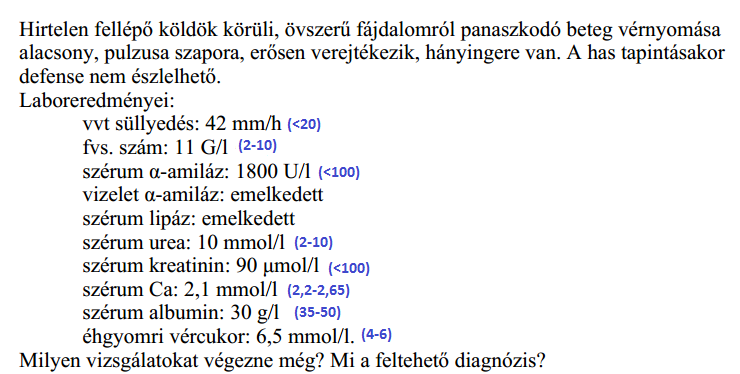 Hirtelen fellépő köldök körüli, övszerű fájdalomról panaszkodó beteg vérnyomása
alacsony, pulzusa szapora, erősen verejtékezik, hányingere van. A has tapintásakor
defense nem észlelhető.
Laboreredményei:
vvt süllyedés: 42 mm/h (<20)
fvs. szám: 11 G/l (2-10)
szérum α-amiláz: 1800 U/l (<100)
vizelet α-amiláz: emelkedett
szérum lipáz: emelkedett
szérum urea: 10 mmol/l (2-10)
szérum kreatinin: 90 μmol/l (<100)
szérum Ca: 2,1 mmol/l (2,2-2,65)
szérum albumin: 30 g/l (35-50)
éhgyomri vércukor: 6,5 mmol/l. (4-6)
Milyen vizsgálatokat végezne még? Mi a feltehető diagnózis?